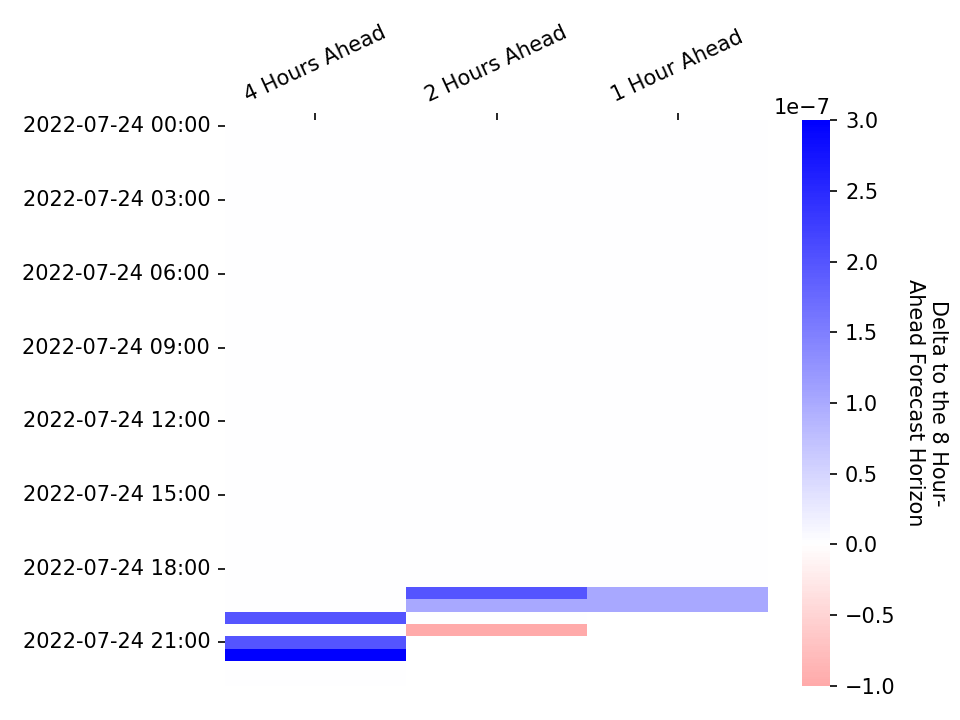 4 Hours Ahead
2 Hours Ahead
1 Hour Ahead
1e−7
2022-07-24 00:00
2022-07-24 03:00
2022-07-24 06:00
2022-07-24 09:00
2022-07-24 12:00
2022-07-24 15:00
2022-07-24 18:00
2022-07-24 21:00
3.0
2.5
2.0
1.5
1.0
0.5
0.0
−0.5
−1.0
Delta to the 8 Hour-
Ahead Forecast Horizon